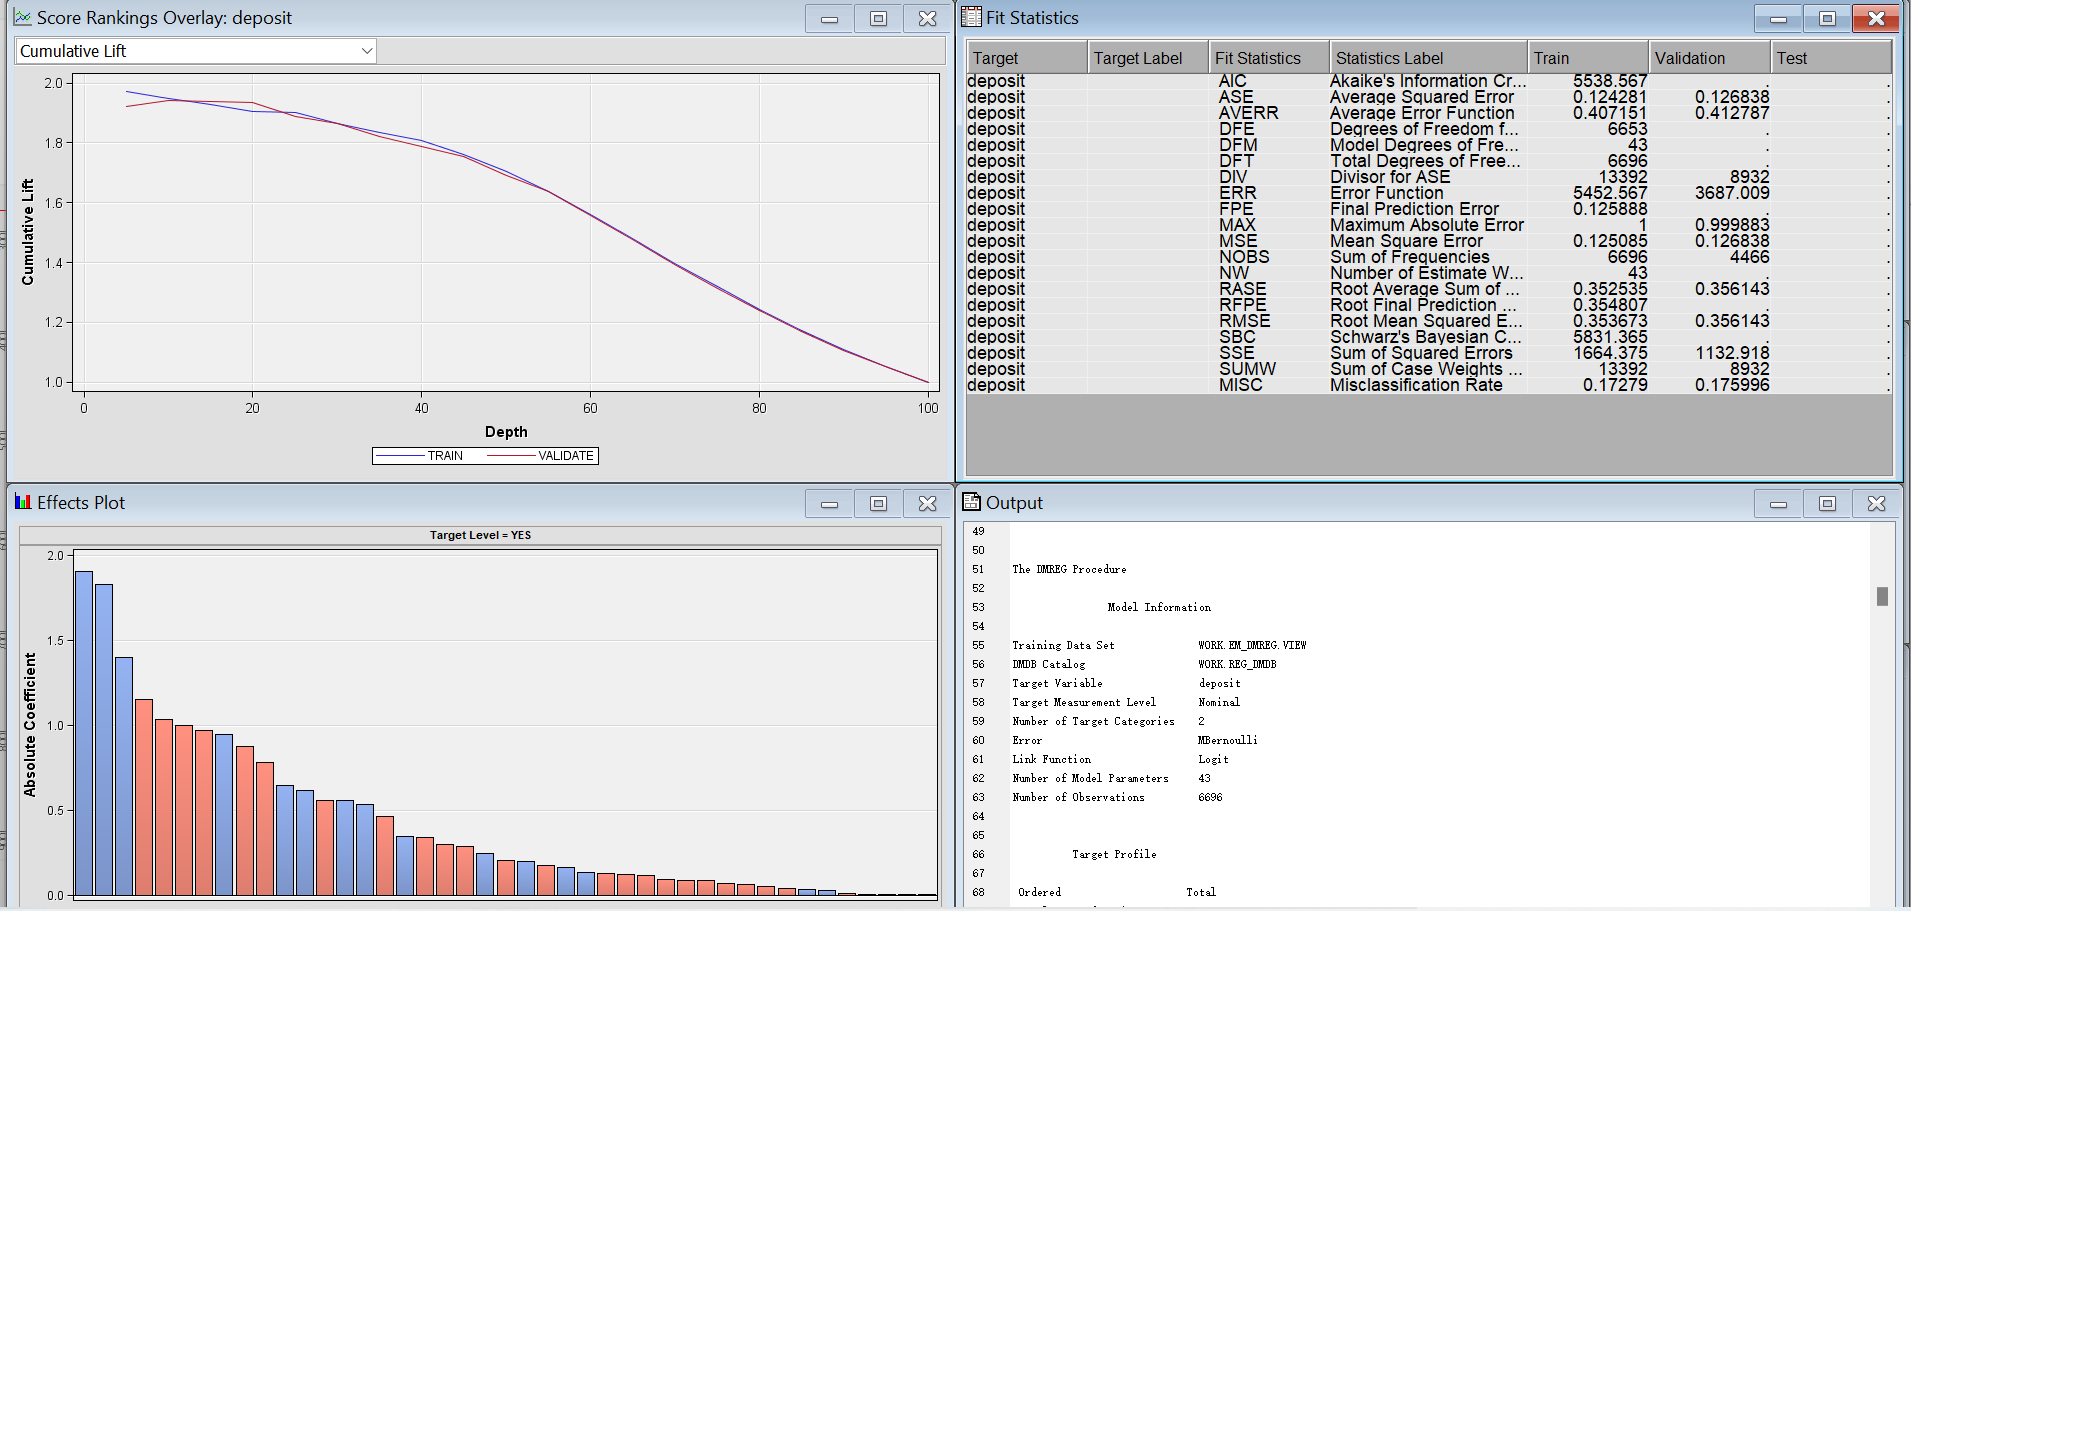 Score Rankings Overlay: deposit
Cumulative Lift
2.0
1.8
1.6
1.4
1.2
1.0
Cumulative Lift
0 20 40 60 80 100
Depth
TRAIN VALIDATE
Fit Statistics
Target Target Label Fit Statistics Statistics Label Train Validation Test
deposit AIC Akaike's Information Cr... 5538.567 . .
deposit ASE Average Squared Error 0.124281 0.126838 .
deposit AVERR Average Error Function 0.407151 0.412787 .
deposit DFE Degrees of Freedom f... 6653 . .
deposit DFM Model Degrees of Fre... 43 . .
deposit DFT Total Degrees of Free... 6696 . .
deposit DIV Divisor for ASE 13392 8932 .
deposit ERR Error Function 5452.567 3687.009 .
deposit FPE Final Prediction Error 0.125888 . .
deposit MAX Maximum Absolute Error 1 0.999883 .
deposit MSE Mean Square Error 0.125085 0.126838 .
deposit NOBS Sum of Frequencies 6696 4466 .
deposit NW Number of Estimate W... 43 . .
deposit RASE Root Average Sum of ... 0.352535 0.356143 .
deposit RFPE Root Final Prediction ... 0.354807 . .
deposit RMSE Root Mean Squared E... 0.353673 0.356143 .
deposit SBC Schwarz's Bayesian C... 5831.365 . .
deposit SSE Sum of Squared Errors 1664.375 1132.918 .
deposit SUMW Sum of Case Weights ... 13392 8932 .
deposit MISC Misclassification Rate 0.17279 0.175996 .
Effects Plot
Target Level = YES
2.0
1.5
1.0
0.5
0.0
Absolute Coefficient
Output
49
50
51 The DMREG Procedure
52
53 Model Information
54
55 Training Data Set WORK.EM_DMREG.VIEW
56 DMDB Catalog WORK.REG_DMDB
57 Target Variable deposit
58 Target Measurement Level Nominal
59 Number of Target Categories 2
60 Error MBernoulli
61 Link Function Logit
62 Number of Model Parameters 43
63 Number of Observations 6696
64
65
66 Target Profile
67
68 Ordered Total